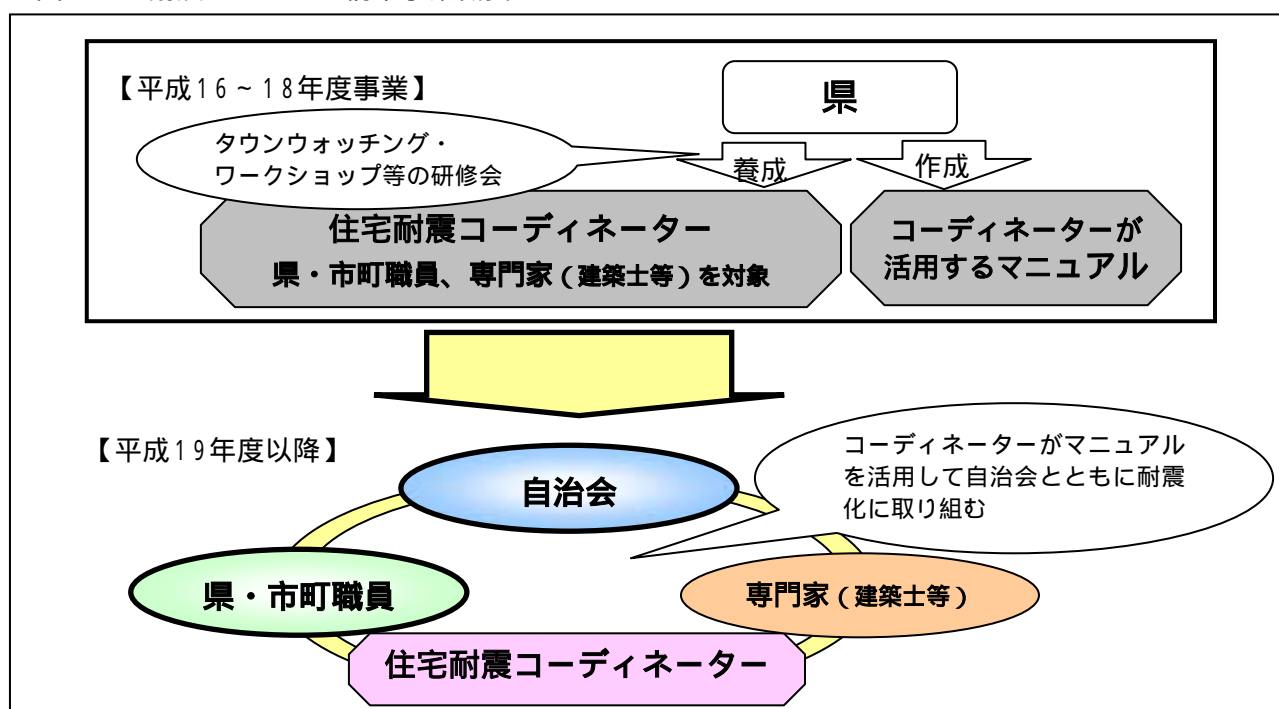 【平成16~18年度事業】
県
タウンウォッチング・
ワークショップ等の研修会
養成
作成
住宅耐震コーディネーター
県・市町職員、専門家(建築士等)を対象
コーディネーターが
活用するマニュアル
【平成19年度以降】
コーディネーターがマニュアル
を活用して自治会とともに耐震
化に取り組む
自治会
県・市町職員
専門家(建築士等)
住宅耐震コーディネーター